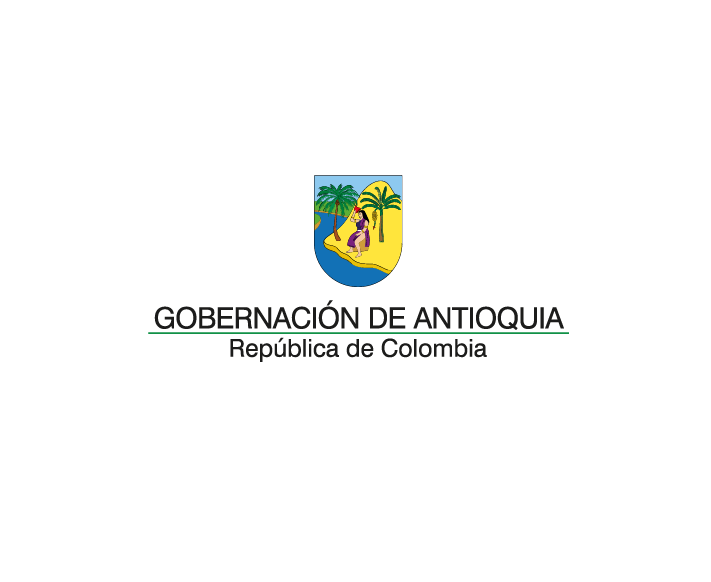 GOBERNACIÓN DE ANTIOQUIA
República de Colombia